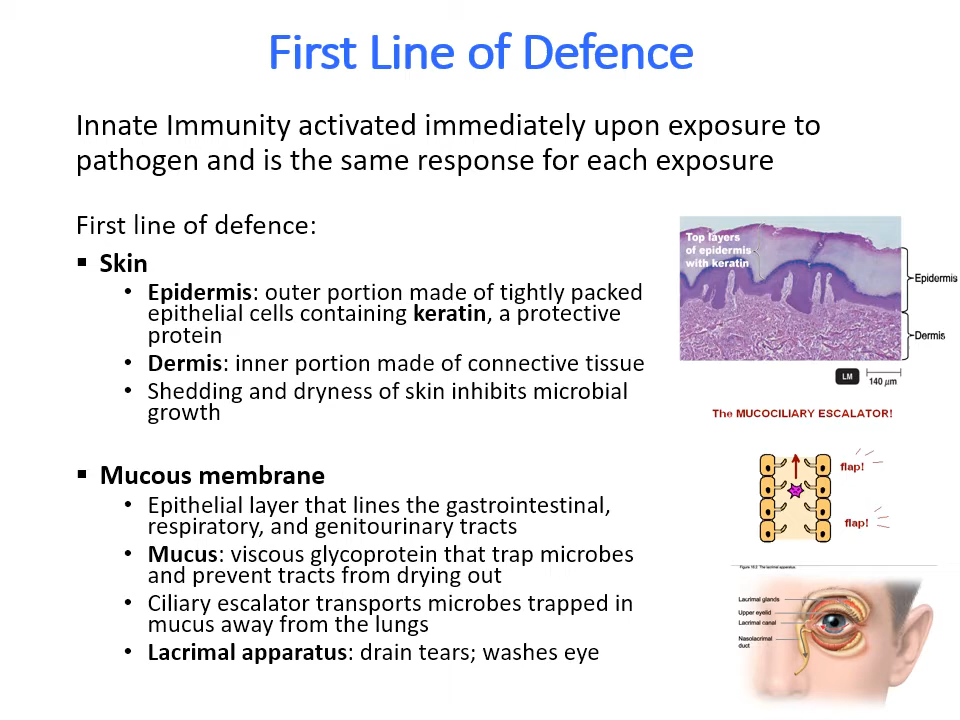 First Line of Defence
Innate Immunity activated immediately upon exposure to
pathogen and is the same response for each exposure
First line of defence:
▪ Skin
• Epidermis: outer portion made of tightly packed
epithelial cells containing keratin, a protective
protein
• Dermis: inner portion made of connective tissue
• Shedding and dryness of skin inhibits microbial
growth
▪ Mucous membrane
• Epithelial layer that lines the gastrointestinal,
respiratory, and genitourinary tracts
• Mucus: viscous glycoprotein that trap microbes
and prevent tracts from drying out
• Ciliary escalator transports microbes trapped in
mucus away from the lungs
• Lacrimal apparatus: drain tears; washes eye
Top layers
of epidermis
with keratin
Epidermis
Dermis
LM
140 µm
The MUCOCILIARY ESCALATOR!
flap!
flap!
Figure 16.3 The lacrimal apparatus.
Lacrimal glands
Upper eyelid
Lacrimal canal
Nasolacrimal
duct